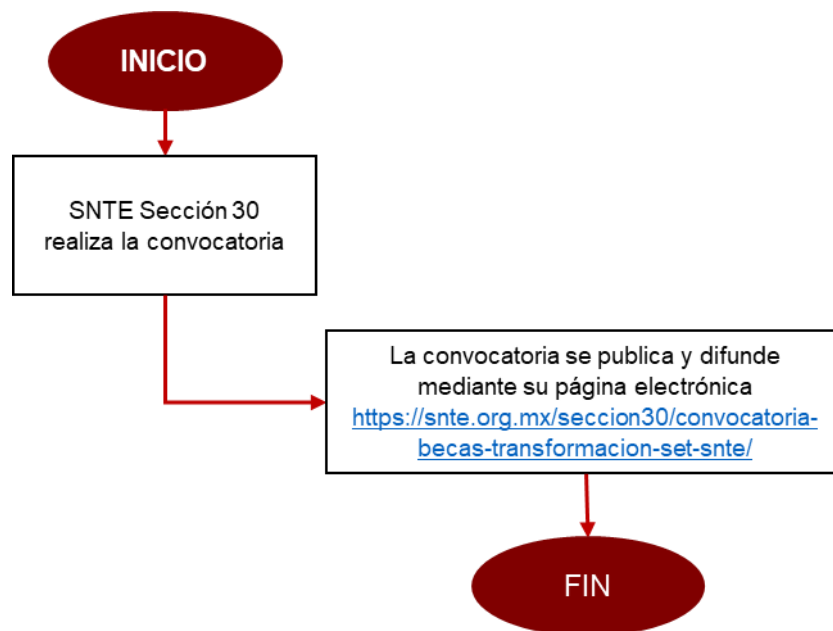 INICIO
SNTE Sección 30
realiza la convocatoria
La convocatoria se publica y difunde
mediante su página electrónica
https://snte.org.mx/seccion30/convocatoria-
becas-transformacion-set-snte/
FIN